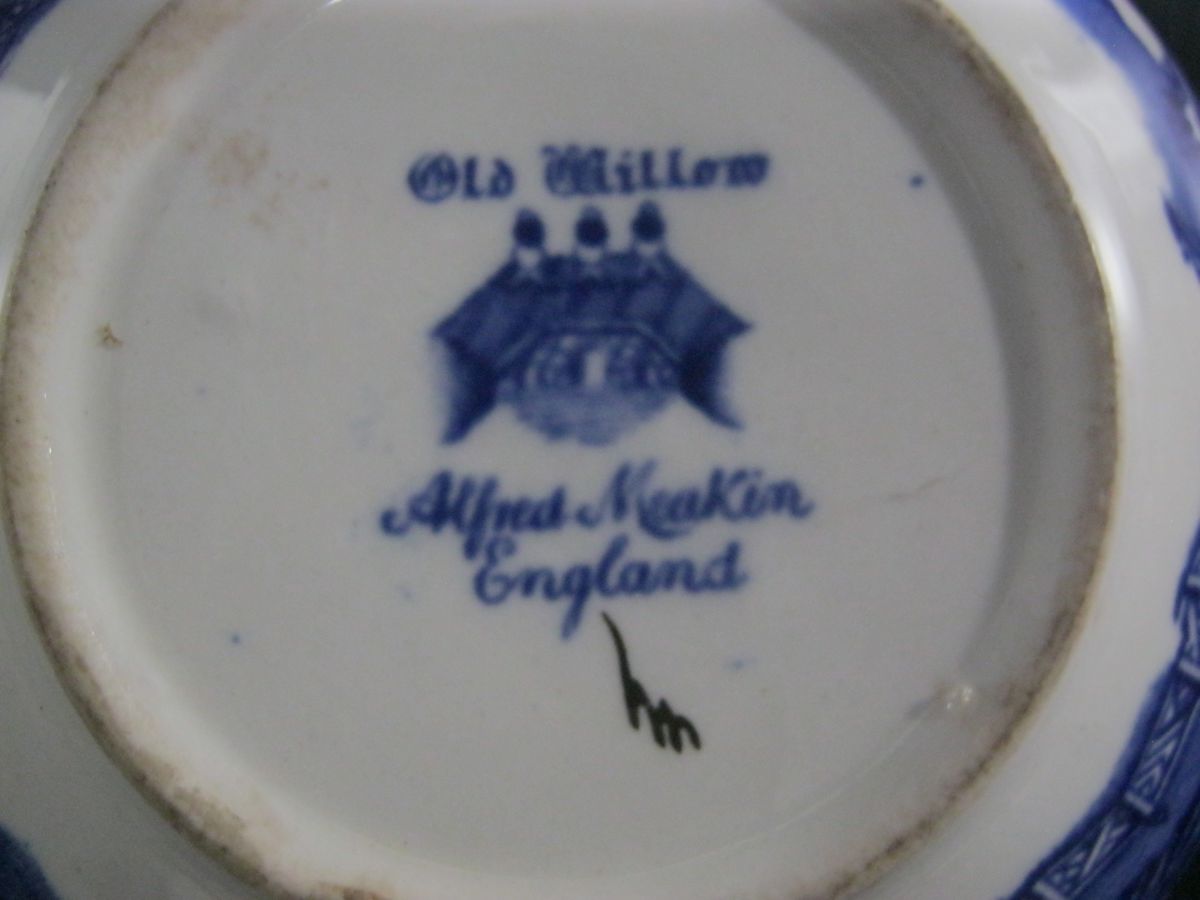 Old Willow
Alfred Meakin
England